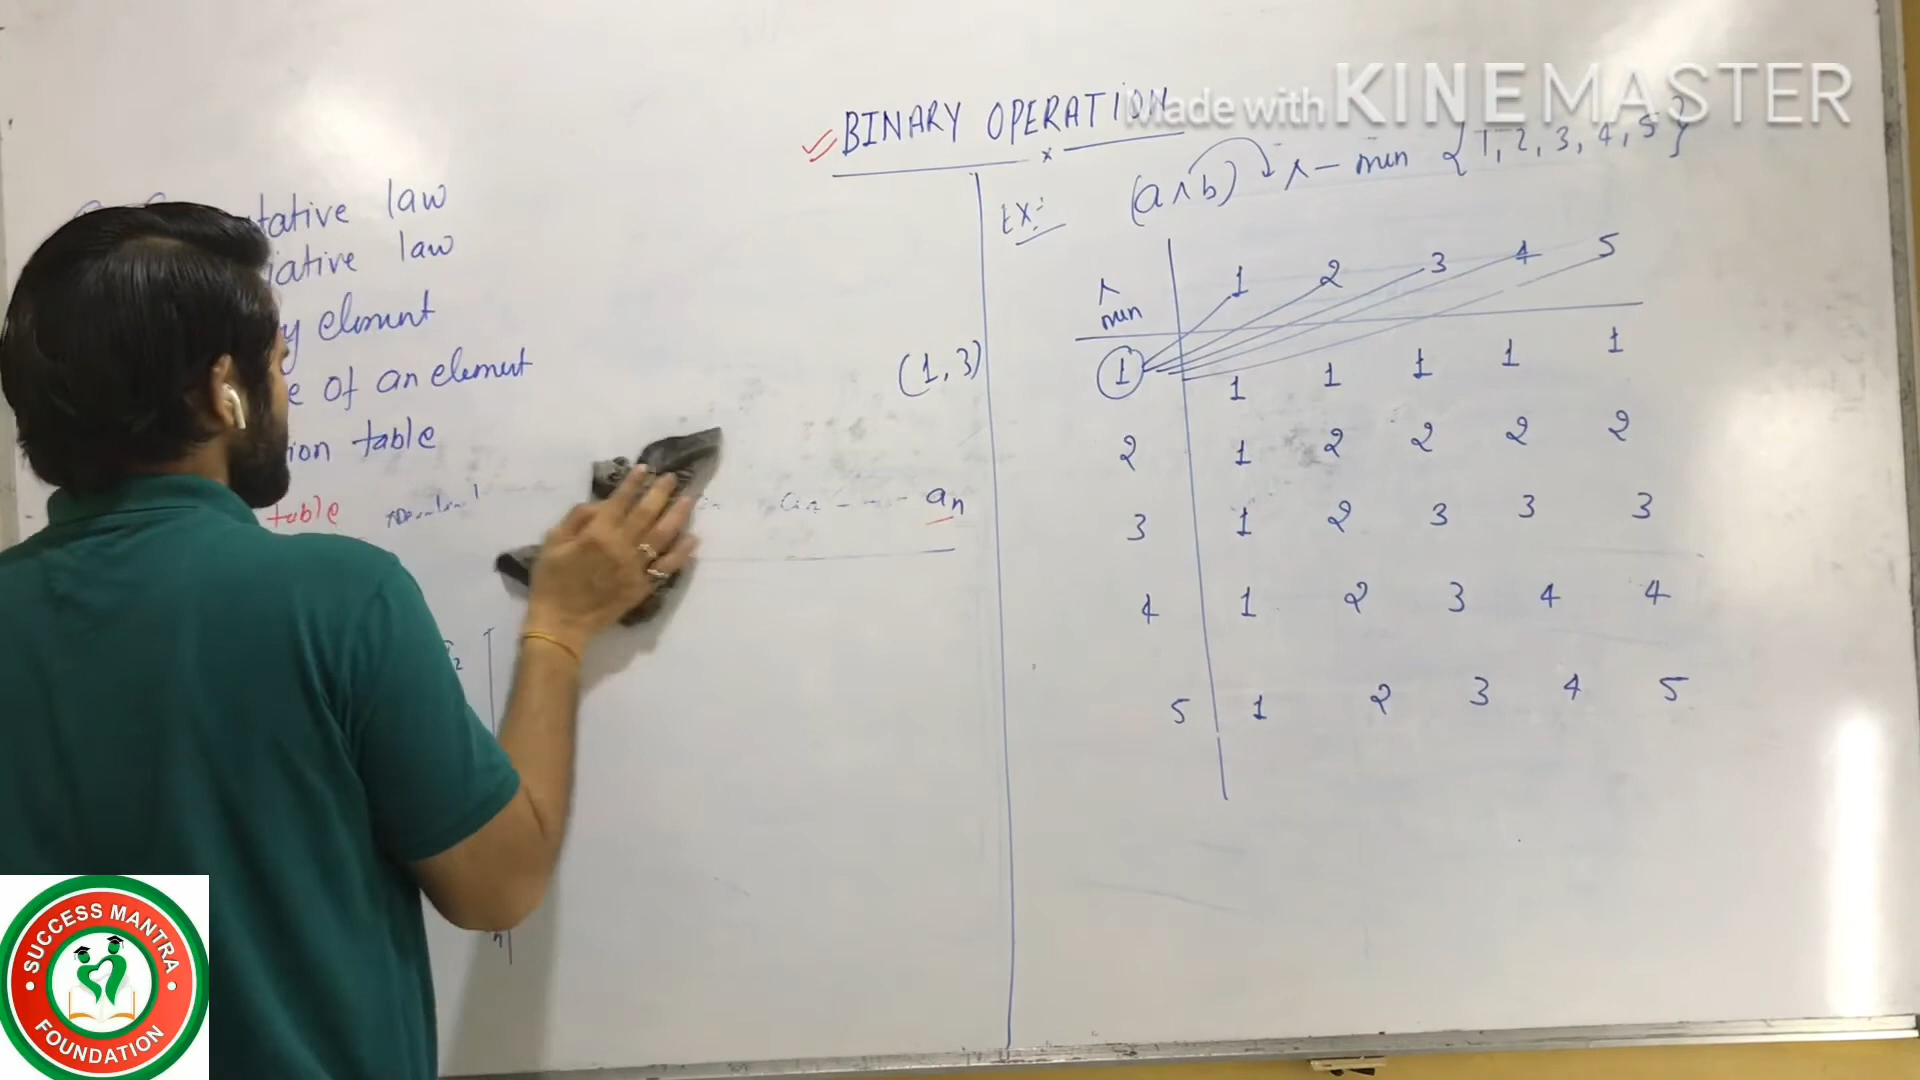 Made with KINEMASTER
BINARY OPERATION
x
law
law
element
of an element
table
table
(1, 3)
an
Ex:-
(a ∧ b) ∧ - min {1, 2, 3, 4, 5}
∧ min 1 2 3 4 5
1 1 1 1 1 1
2 1 2 2 2 2
3 1 2 3 3 3
4 1 2 3 4 4
5 1 2 3 4 5
SUCCESS MANTRA
FOUNDATION